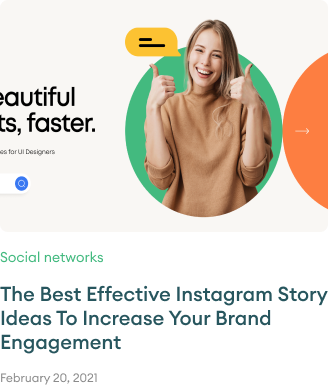 eautiful
ts, faster.
es for UI Designers
Social networks
The Best Effective Instagram Story
Ideas To Increase Your Brand
Engagement
February 20, 2021